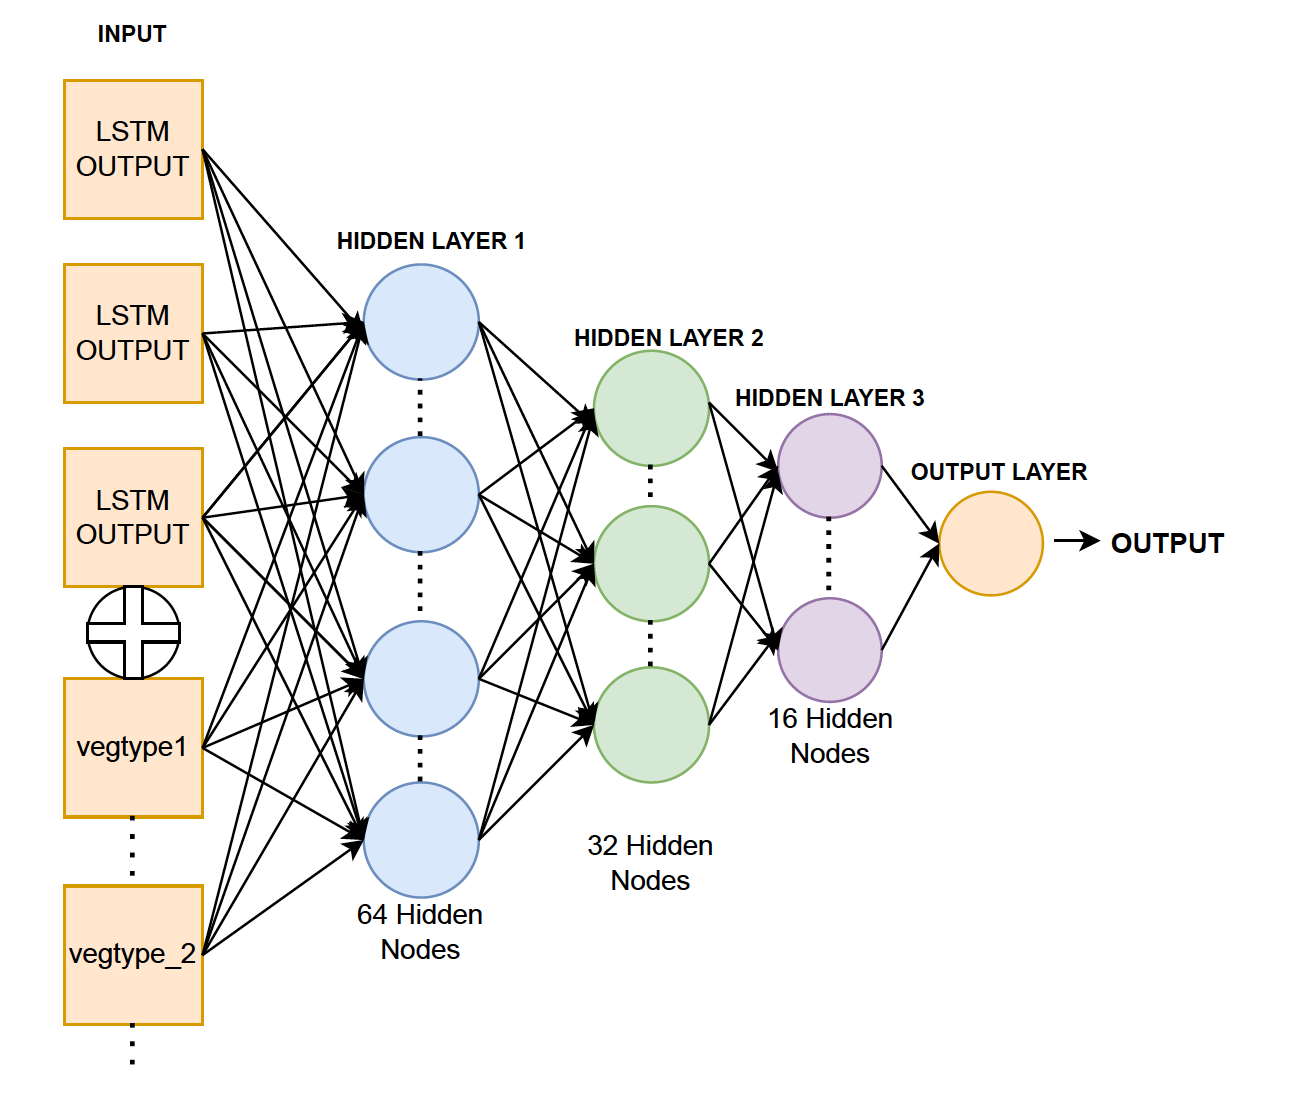 INPUT
LSTM
OUTPUT
LSTM
OUTPUT
LSTM
OUTPUT
vegtype1
vegtype_2
HIDDEN LAYER 1
64 Hidden
Nodes
HIDDEN LAYER 2
32 Hidden
Nodes
HIDDEN LAYER 3
16 Hidden
Nodes
OUTPUT LAYER
OUTPUT